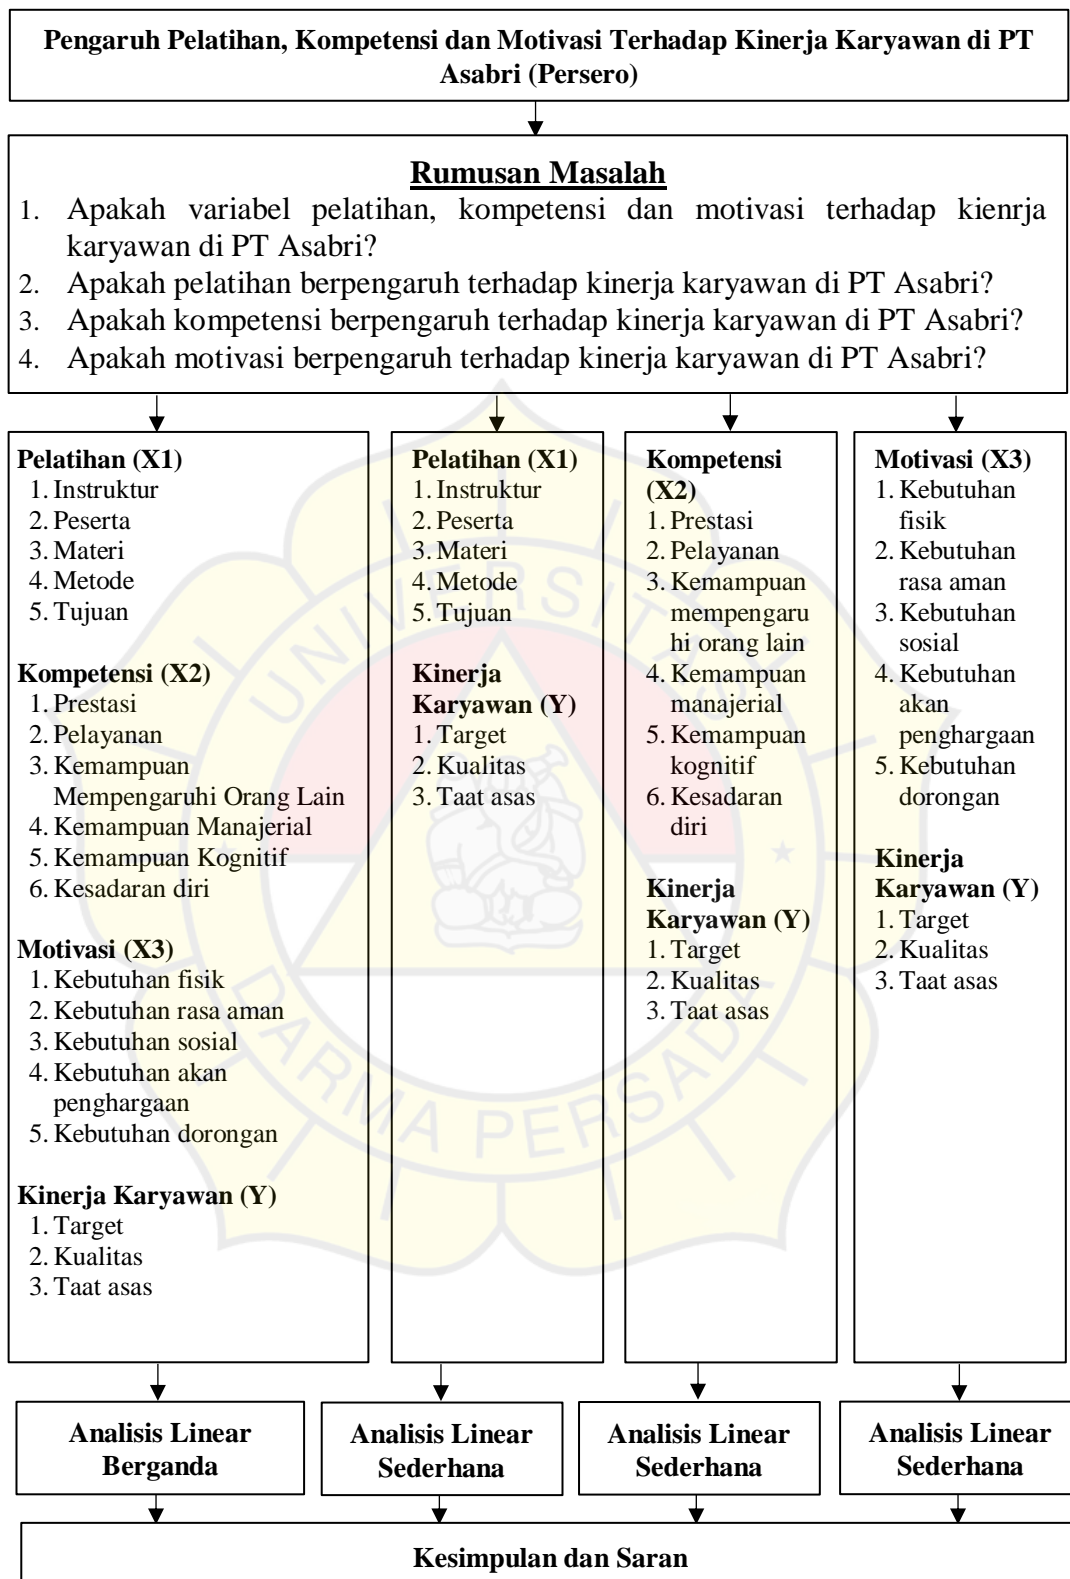 Pengaruh Pelatihan, Kompetensi dan Motivasi Terhadap Kinerja Karyawan di PT
Asabri (Persero)
Rumusan Masalah
1. Apakah variabel pelatihan, kompetensi dan motivasi terhadap kienrja
karyawan di PT Asabri?
2. Apakah pelatihan berpengaruh terhadap kinerja karyawan di PT Asabri?
3. Apakah kompetensi berpengaruh terhadap kinerja karyawan di PT Asabri?
4. Apakah motivasi berpengaruh terhadap kinerja karyawan di PT Asabri?
Pelatihan (X1)
1. Instruktur
2. Peserta
3. Materi
4. Metode
5. Tujuan
Kompetensi (X2)
1. Prestasi
2. Pelayanan
3. Kemampuan
Mempengaruhi Orang Lain
4. Kemampuan Manajerial
5. Kemampuan Kognitif
6. Kesadaran diri
Motivasi (X3)
1. Kebutuhan fisik
2. Kebutuhan rasa aman
3. Kebutuhan sosial
4. Kebutuhan akan
penghargaan
5. Kebutuhan dorongan
Kinerja Karyawan (Y)
1. Target
2. Kualitas
3. Taat asas
Pelatihan (X1)
1. Instruktur
2. Peserta
3. Materi
4. Metode
5. Tujuan
Kinerja
Karyawan (Y)
1. Target
2. Kualitas
3. Taat asas
Kompetensi
(X2)
1. Prestasi
2. Pelayanan
3. Kemampuan
mempengaru
hi orang lain
4. Kemampuan
manajerial
5. Kemampuan
kognitif
6. Kesadaran
diri
Kinerja
Karyawan (Y)
1. Target
2. Kualitas
3. Taat asas
Motivasi (X3)
1. Kebutuhan
fisik
2. Kebutuhan
rasa aman
3. Kebutuhan
sosial
4. Kebutuhan
akan
penghargaan
5. Kebutuhan
dorongan
Kinerja
Karyawan (Y)
1. Target
2. Kualitas
3. Taat asas
Analisis Linear
Berganda
Analisis Linear
Sederhana
Analisis Linear
Sederhana
Analisis Linear
Sederhana
Kesimpulan dan Saran
UNIVERSITAS
DARMA PERSADA